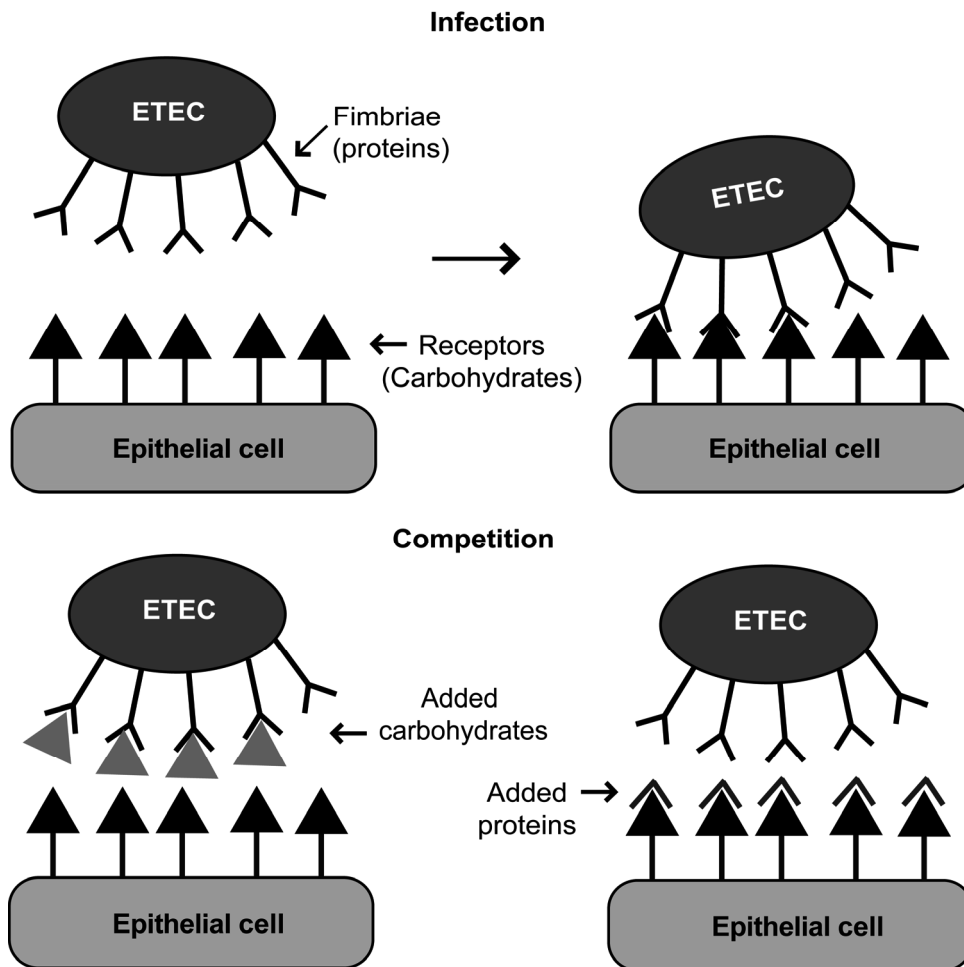 Infection
ETEC
Fimbriae
(proteins)
ETEC
Receptors
(Carbohydrates)
Epithelial cell
Epithelial cell
Competition
ETEC
ETEC
Added
carbohydrates
Added
proteins
Epithelial cell
Epithelial cell